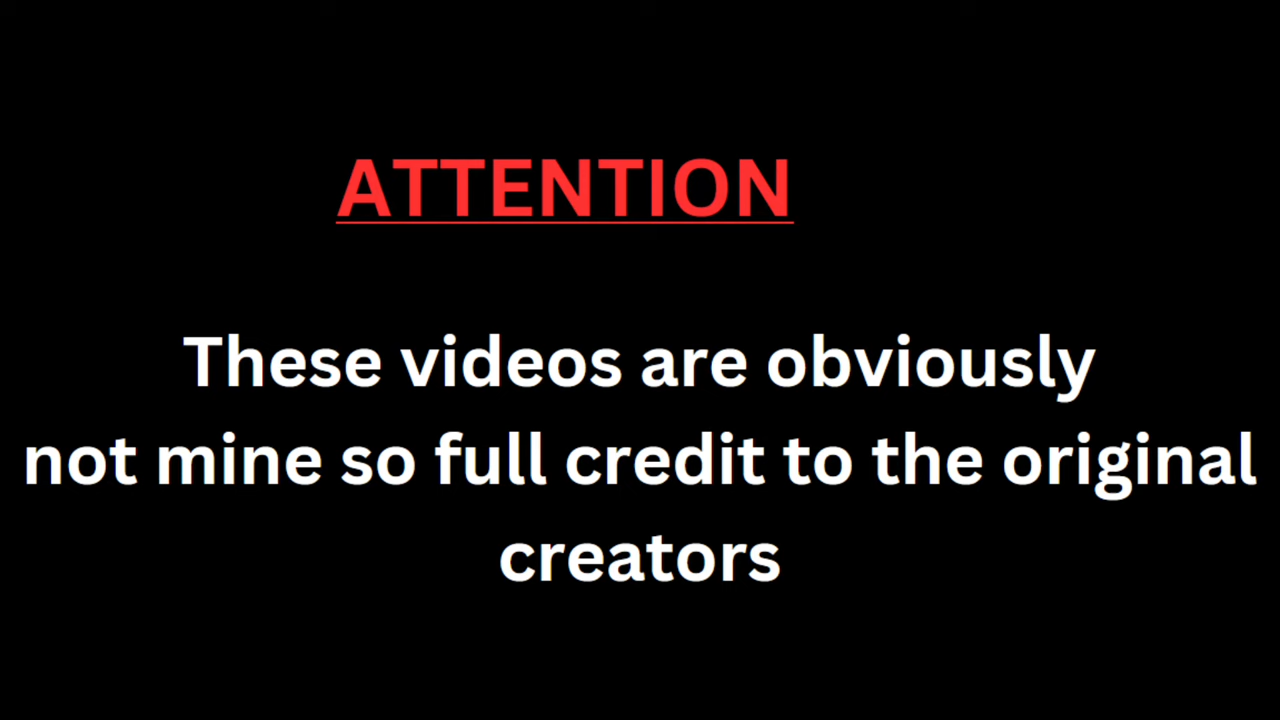 ATTENTION
These videos are obviously
not mine so full credit to the original
creators